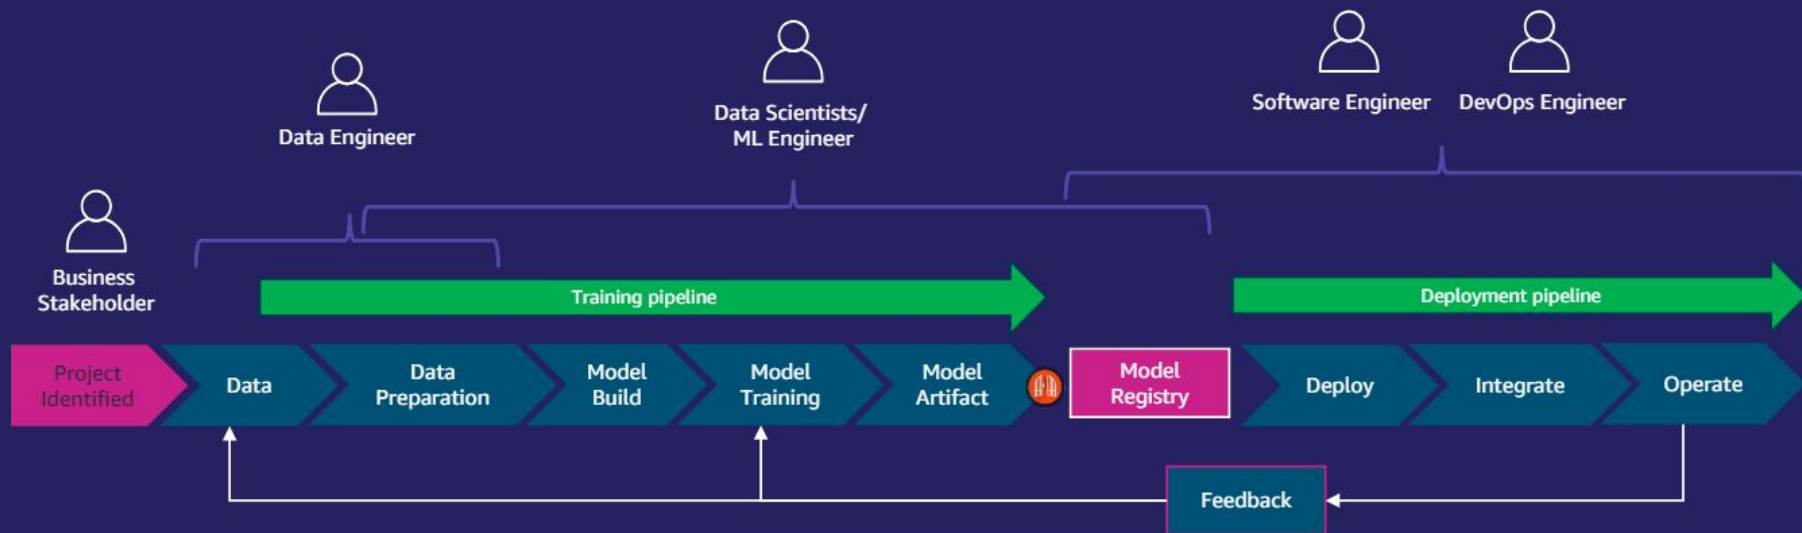 Data Engineer
Data Scientists/
ML Engineer
Software Engineer
DevOps Engineer
Business
Stakeholder
Training pipeline
Deployment pipeline
Project
Identified
Data
Data
Preparation
Model
Build
Model
Training
Model
Artifact
Model
Registry
Deploy
Integrate
Operate
Feedback